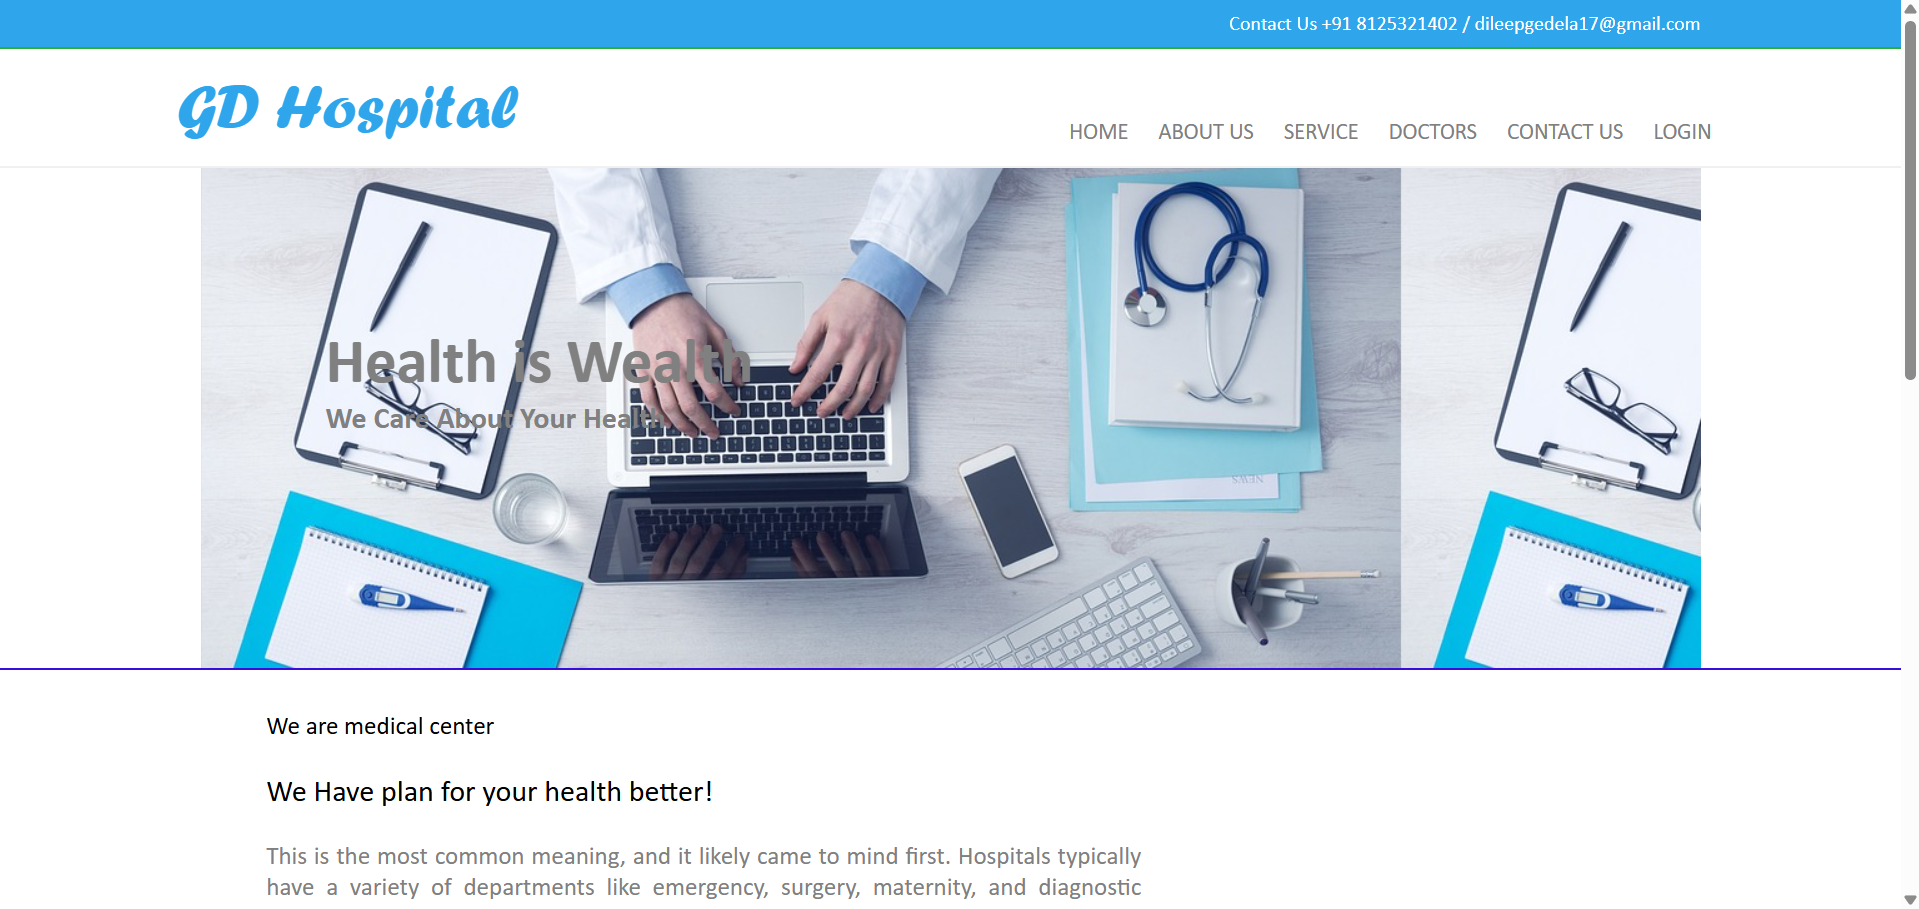 Contact Us +91 8125321402 / dileepgedela17@gmail.com
GD Hospital
HOME ABOUT US SERVICE DOCTORS CONTACT US LOGIN
Health is Wealth
We Care About Your Health
NEWS
We are medical center
We Have plan for your health better!
This is the most common meaning, and it likely came to mind first. Hospitals typically
have a variety of departments like emergency, surgery, maternity, and diagnostic